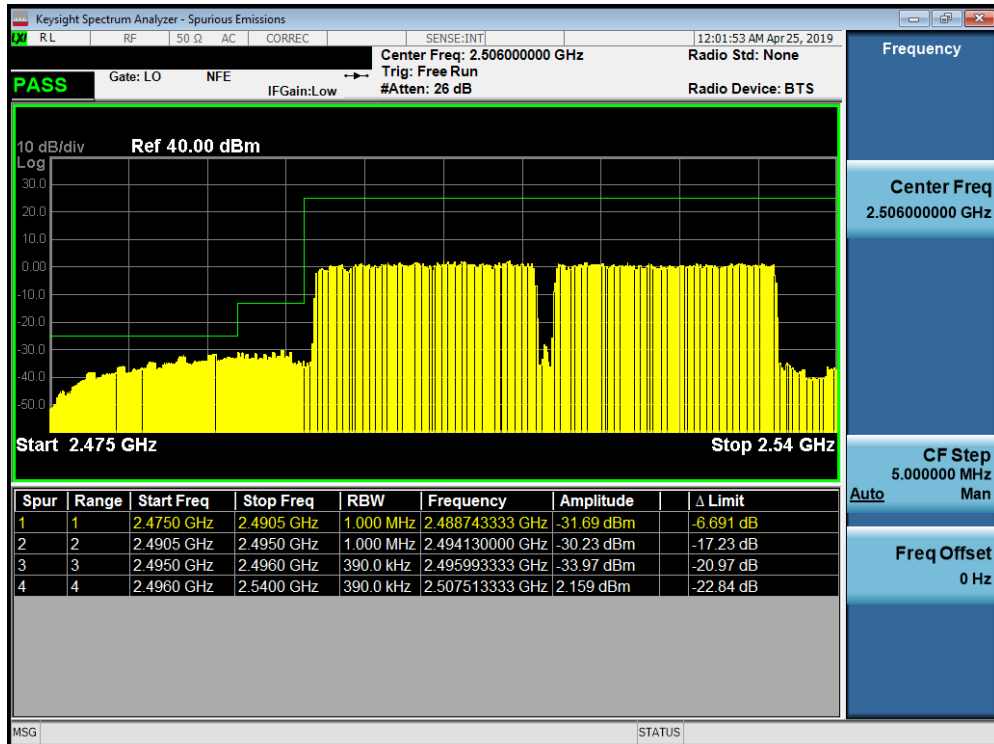 Keysight Spectrum Analyzer - Spurious Emissions
LXI RL RF 50 Ω AC CORREC SENSE:INT 12:01:53 AM Apr 25, 2019
Center Freq: 2.506000000 GHz Radio Std: None
PASS Gate: LO NFE Trig: Free Run
IFGain:Low #Atten: 26 dB Radio Device: BTS
10 dB/div Ref 40.00 dBm
Log
30.0
20.0
10.0
0.00
-10.0
-20.0
-30.0
-40.0
-50.0
Start 2.475 GHz Stop 2.54 GHz
Spur Range Start Freq Stop Freq RBW Frequency Amplitude Δ Limit
1 1 2.4750 GHz 2.4905 GHz 1.000 MHz 2.488743333 GHz -31.69 dBm -6.691 dB
2 2 2.4905 GHz 2.4950 GHz 1.000 MHz 2.494130000 GHz -30.23 dBm -17.23 dB
3 3 2.4950 GHz 2.4960 GHz 390.0 kHz 2.495993333 GHz -33.97 dBm -20.97 dB
4 4 2.4960 GHz 2.5400 GHz 390.0 kHz 2.507513333 GHz 2.159 dBm -22.84 dB
Frequency
Center Freq
2.506000000 GHz
CF Step
5.000000 MHz
Auto Man
Freq Offset
0 Hz
MSG STATUS